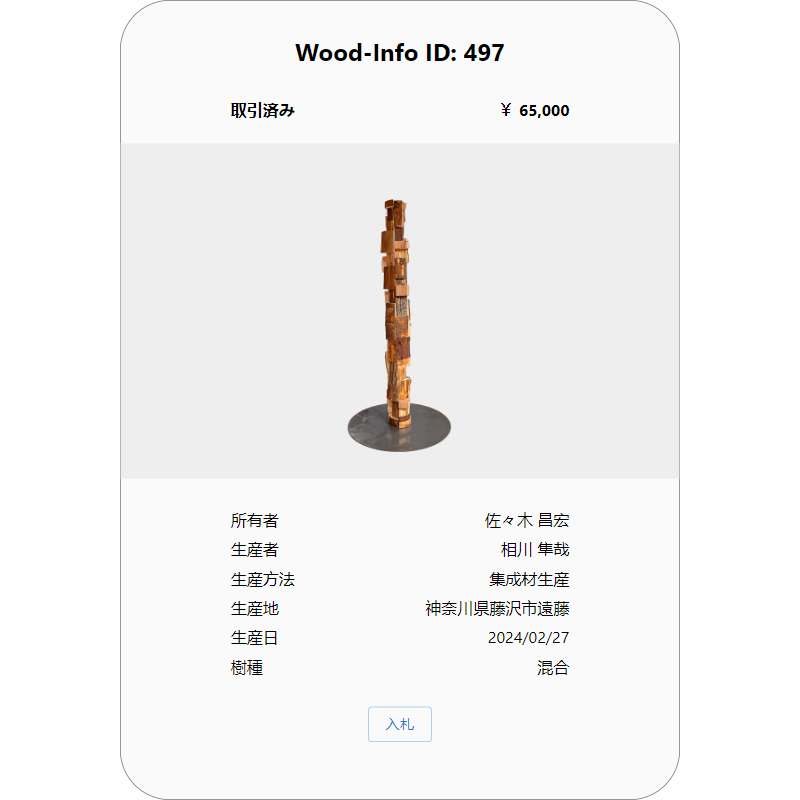 Wood-Info ID: 497
取引済み ¥ 65,000
所有者 佐々木 昌宏
生産者 相川 隼哉
生産方法 集成材生産
生産地 神奈川県藤沢市遠藤
生産日 2024/02/27
樹種 混合
入札